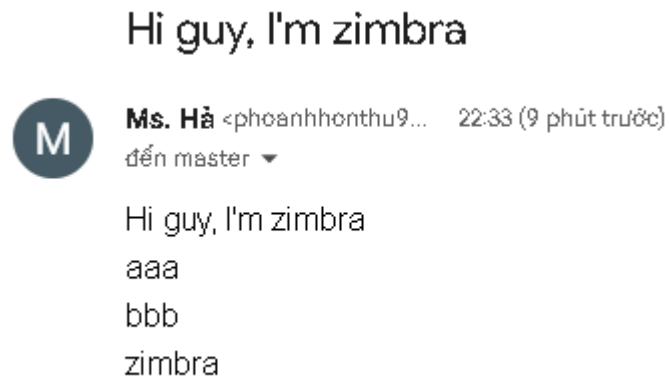 Hi guy, I'm zimbra
M
Ms. Hà <phoanhhonthu9... 22:33 (9 phút trước)
đến master
Hi guy, I'm zimbra
aaa
bbb
zimbra